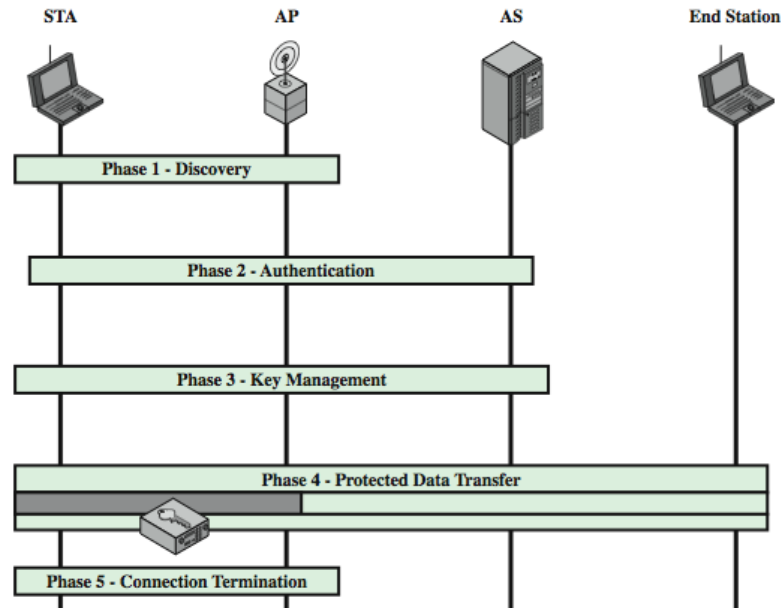 STA AP AS End Station
Phase 1 - Discovery
Phase 2 - Authentication
Phase 3 - Key Management
Phase 4 - Protected Data Transfer
Phase 5 - Connection Termination